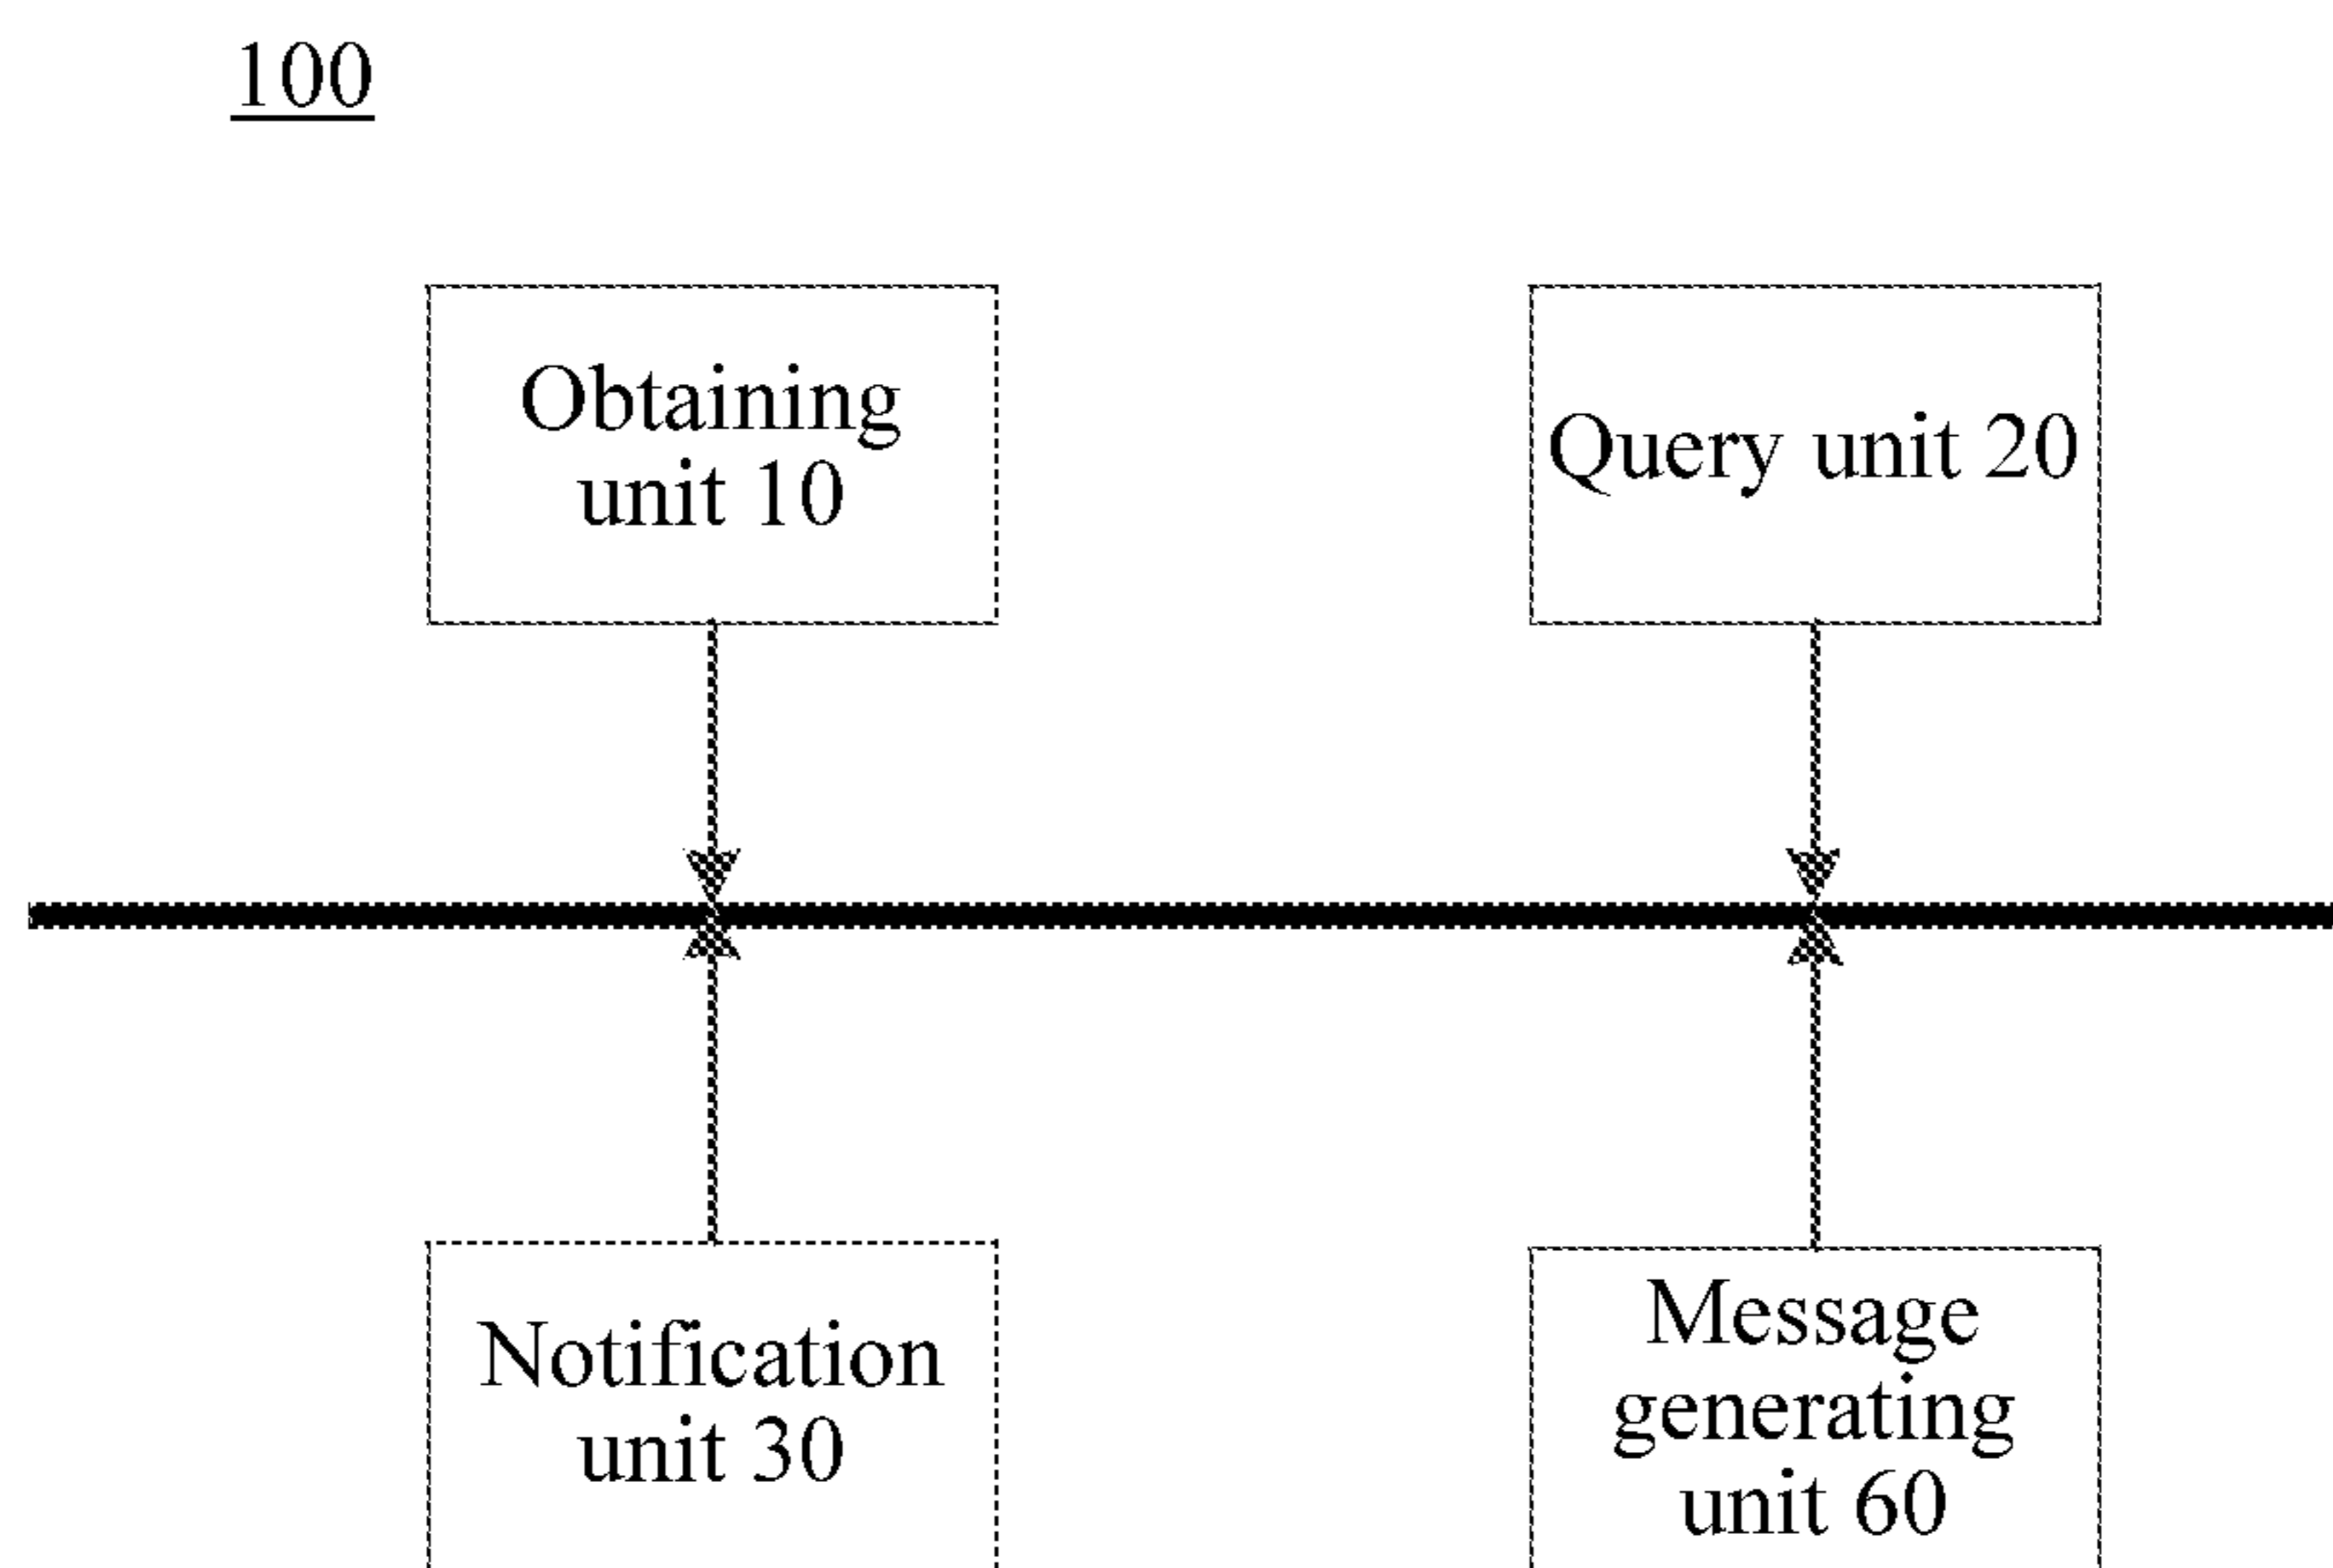 100
Obtaining
unit 10
Query unit 20
Notification
unit 30
Message
generating
unit 60